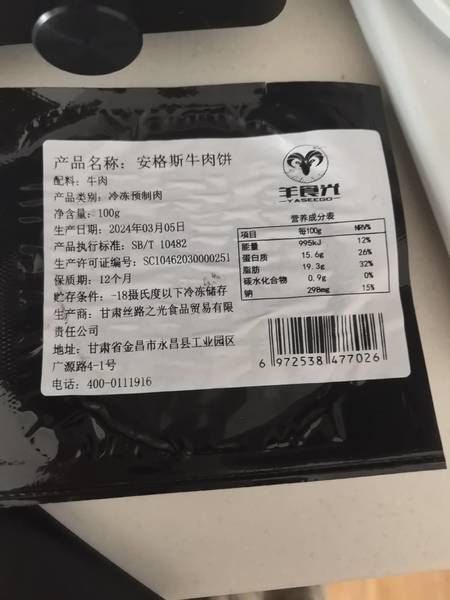 产品名称：安格斯牛肉饼
配料：牛肉
产品类别：冷冻预制肉
净含量：100g
生产日期：2024年03月05日
产品执行标准：SB/T 10482
生产许可证编号：SC10462030000251
保质期：12个月
贮存条件：-18摄氏度以下冷冻储存
生产商：甘肃丝路之光食品贸易有限
责任公司
地址：甘肃省金昌市永昌县工业园区
广源路4-1号
电话：400-0111916
羊食光
YASEEGO
营养成分表
项目 每100g NRV%
能量 995kJ 12%
蛋白质 15.6g 26%
脂肪 19.3g 32%
碳水化合物 0.9g 0%
钠 298mg 15%
6 972538 477026